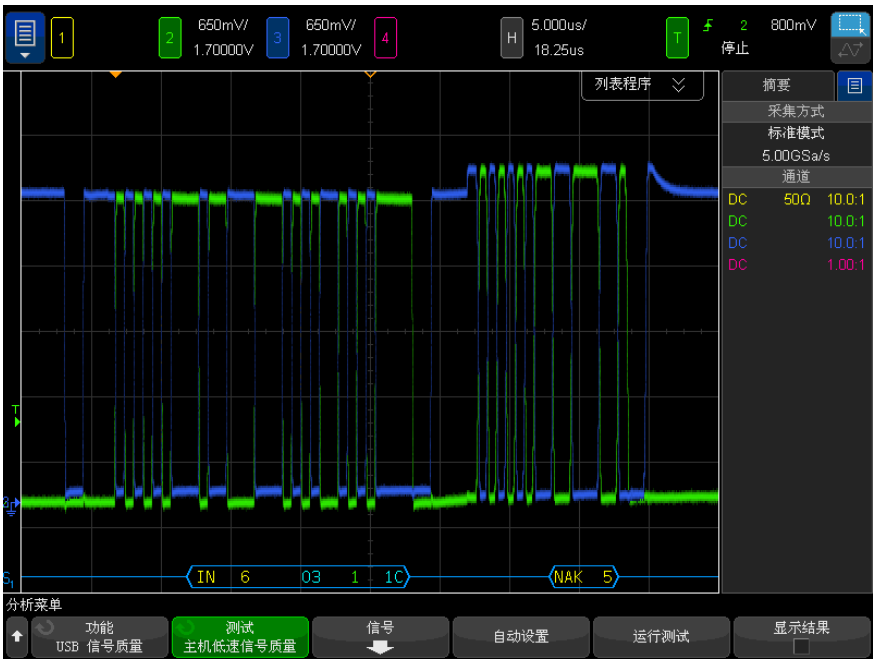 1 2 650mV/ 3 650mV/ 4 H 5.000us/ T 2 800mV
1.70000V 1.70000V 18.25us 停止
列表程序
摘要
采集方式
标准模式
5.00GSa/s
通道
DC 50Ω 10.0:1
DC 10.0:1
DC 10.0:1
DC 1.00:1
T
S1 IN 6 03 1 1C NAK 5
分析菜单
功能 测试 信号 自动设置 运行测试 显示结果
USB 信号质量 主机低速信号质量